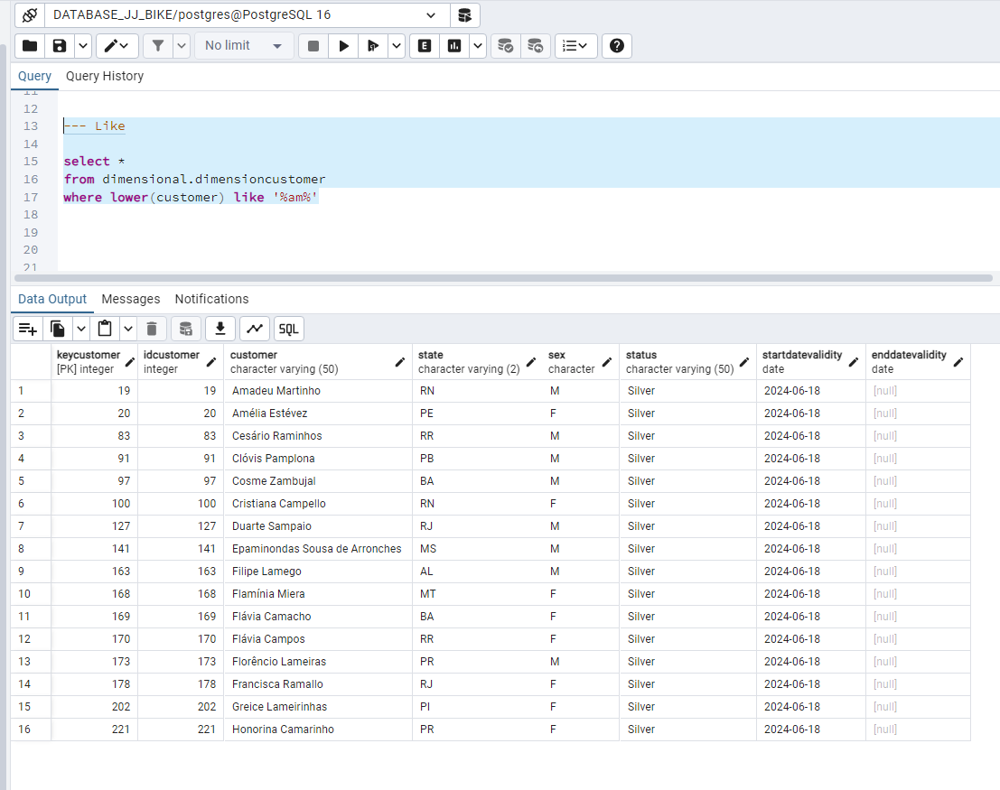 DATABASE_JJ_BIKE/postgres@PostgreSQL 16
No limit
E
Query Query History
11
12
13 --- Like
14
15 select *
16 from dimensional.dimensioncustomer
17 where lower(customer) like '%am%'
18
19
20
21
Data Output Messages Notifications
SQL
keycustomer idcustomer customer state sex status startdatevalidity enddatevalidity
[PK] integer integer character varying (50) character varying (2) character character varying (50) date date
1 19 19 Amadeu Martinho RN M Silver 2024-06-18 [null]
2 20 20 Amélia Estévez PE F Silver 2024-06-18 [null]
3 83 83 Cesário Raminhos RR M Silver 2024-06-18 [null]
4 91 91 Clóvis Pamplona PB M Silver 2024-06-18 [null]
5 97 97 Cosme Zambujal BA M Silver 2024-06-18 [null]
6 100 100 Cristiana Campello RN F Silver 2024-06-18 [null]
7 127 127 Duarte Sampaio RJ M Silver 2024-06-18 [null]
8 141 141 Epaminondas Sousa de Arronches MS M Silver 2024-06-18 [null]
9 163 163 Filipe Lamego AL M Silver 2024-06-18 [null]
10 168 168 Flamínia Miera MT F Silver 2024-06-18 [null]
11 169 169 Flávia Camacho BA F Silver 2024-06-18 [null]
12 170 170 Flávia Campos RR F Silver 2024-06-18 [null]
13 173 173 Florêncio Lameiras PR M Silver 2024-06-18 [null]
14 178 178 Francisca Ramallo RJ F Silver 2024-06-18 [null]
15 202 202 Greice Lameirinhas PI F Silver 2024-06-18 [null]
16 221 221 Honorina Camarinho PR F Silver 2024-06-18 [null]